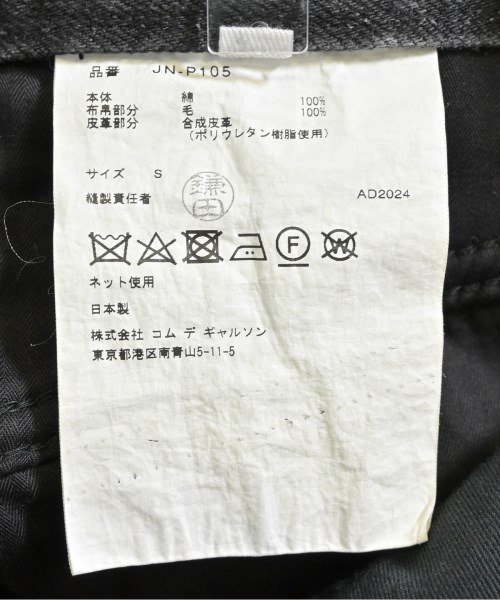 品番 JN-P105
本体 綿 100%
布帛部分 毛 100%
皮革部分 合成皮革
(ポリウレタン樹脂使用)
サイズ S
縫製責任者 鎌田 AD2024
F W
ネット使用
日本製
株式会社 コム デ ギャルソン
東京都港区南青山5-11-5